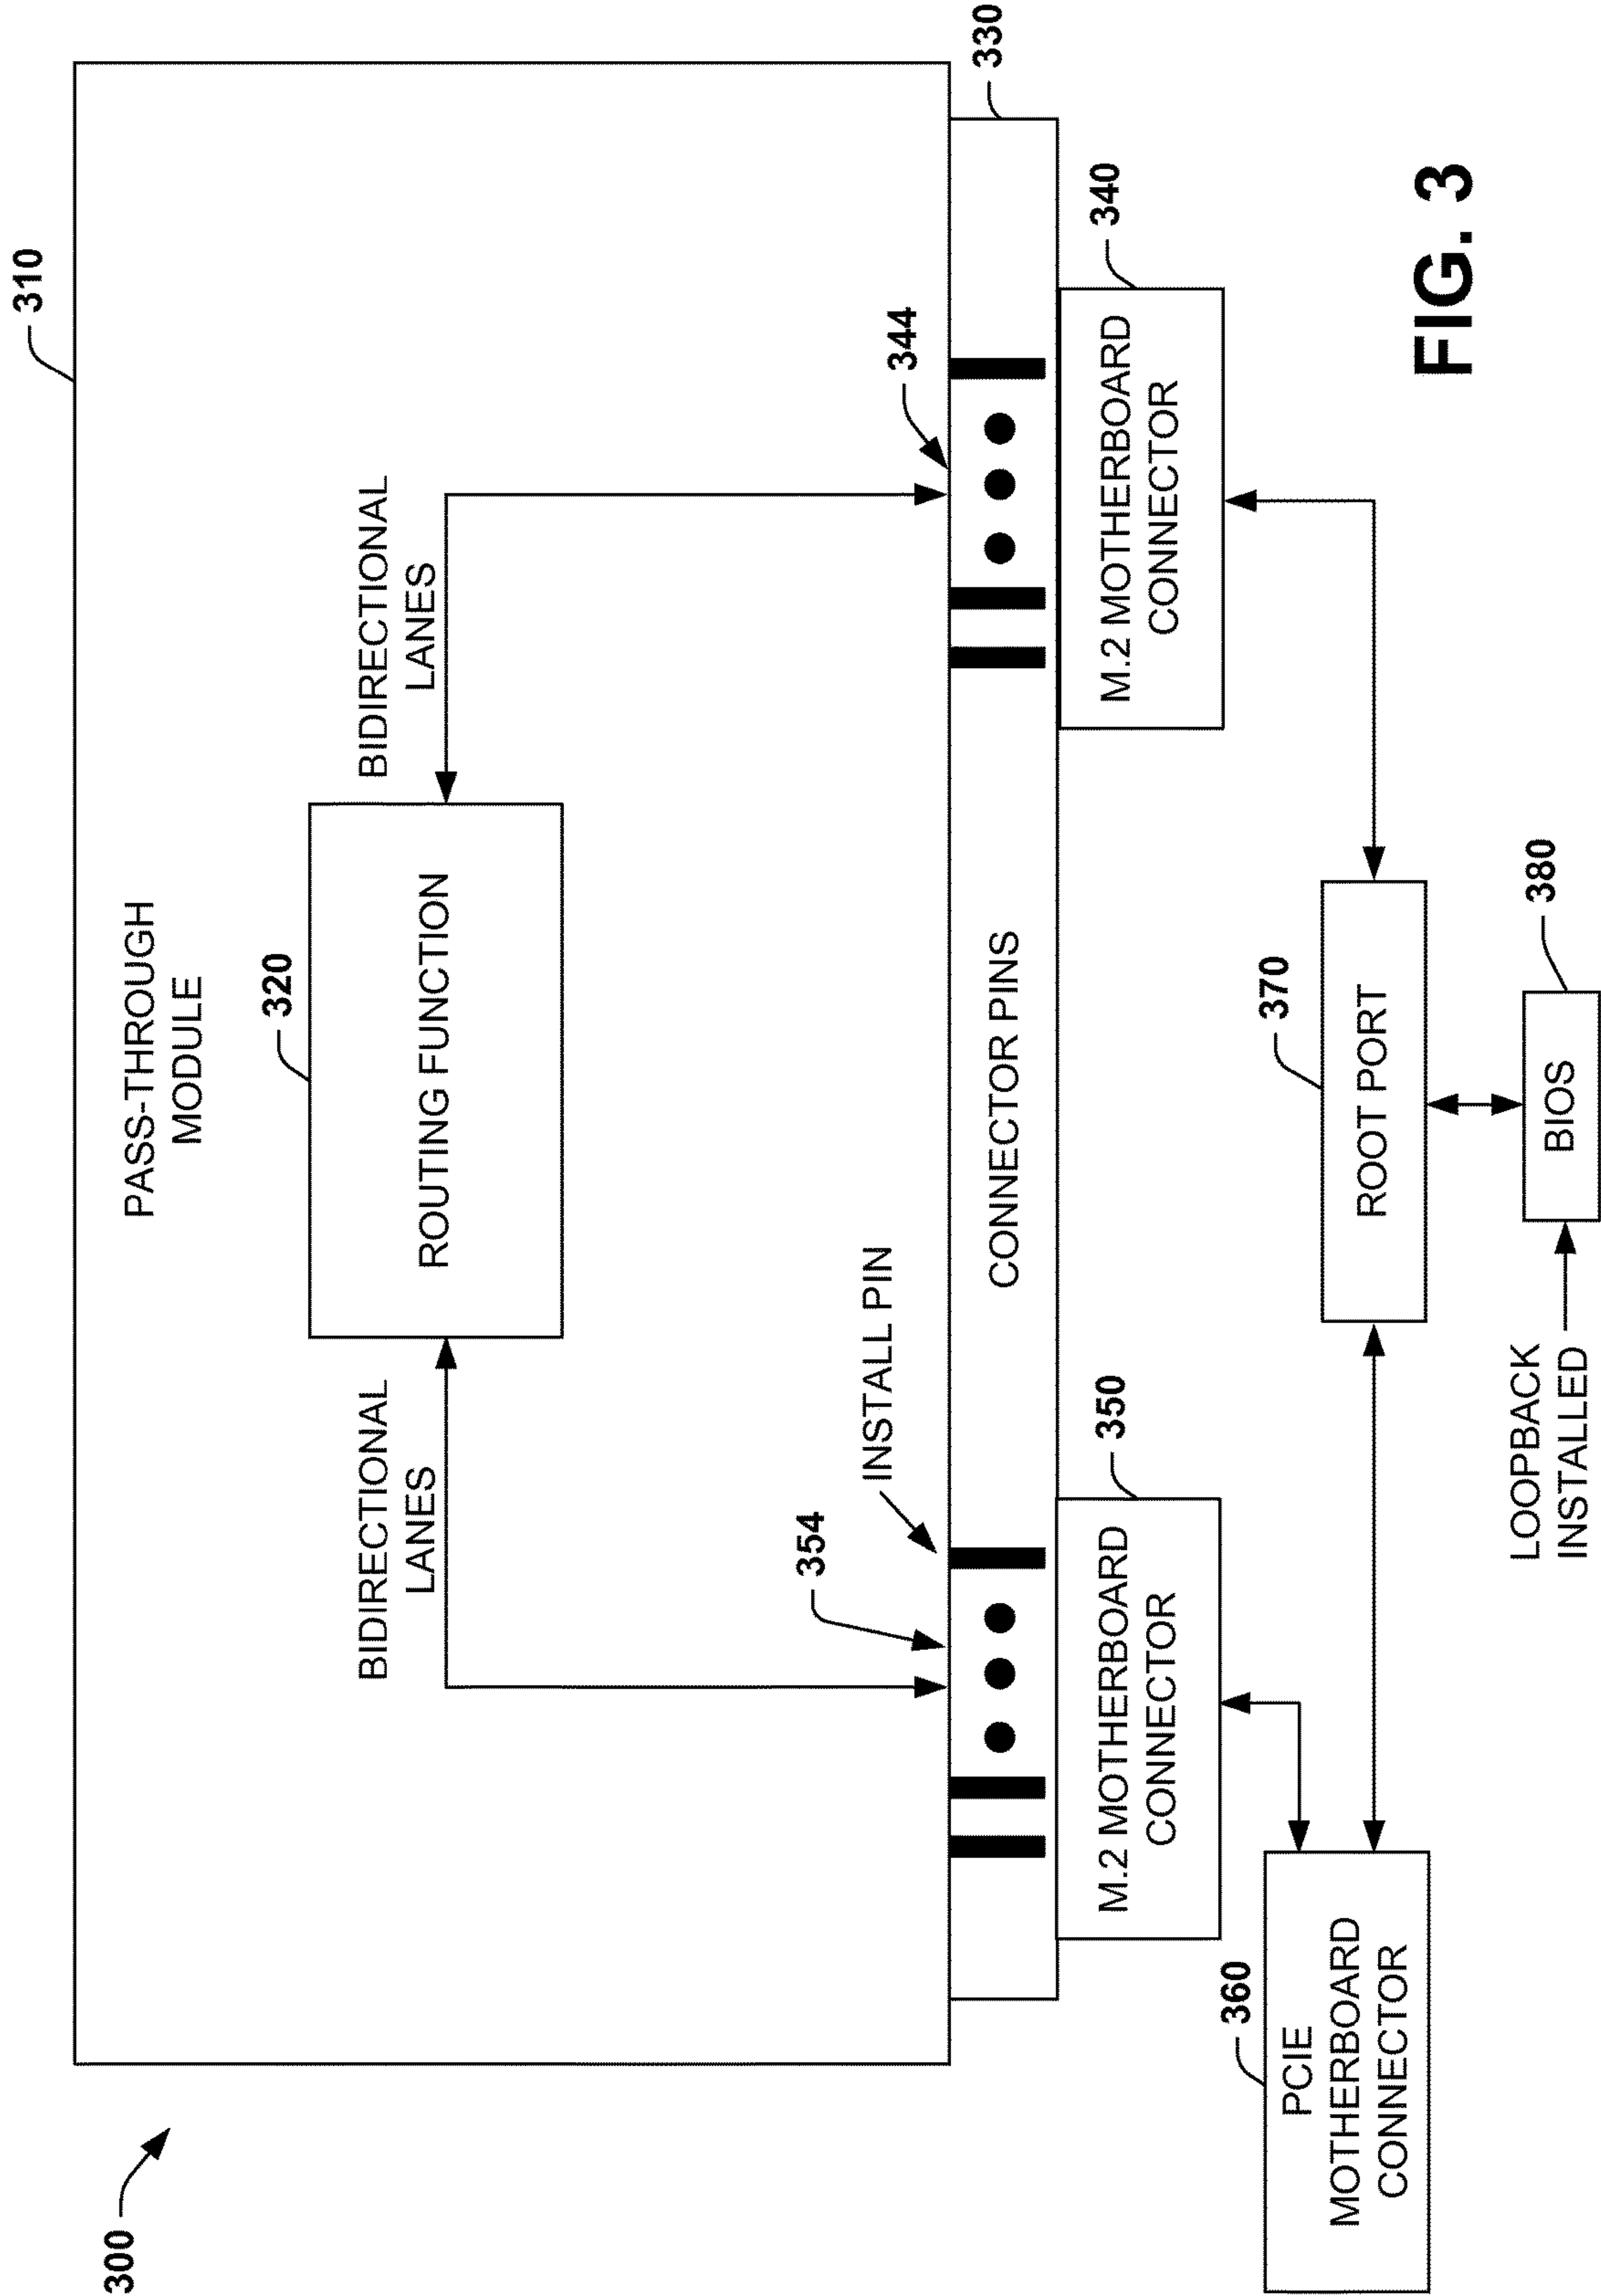 300
310
PASS-THROUGH
MODULE
320
BIDIRECTIONAL
LANES
ROUTING FUNCTION
BIDIRECTIONAL
LANES
354
INSTALL PIN
344
CONNECTOR PINS
330
350
M.2 MOTHERBOARD
CONNECTOR
340
M.2 MOTHERBOARD
CONNECTOR
360
PCIE
MOTHERBOARD
CONNECTOR
370
ROOT PORT
LOOPBACK
INSTALLED
380
BIOS
FIG. 3